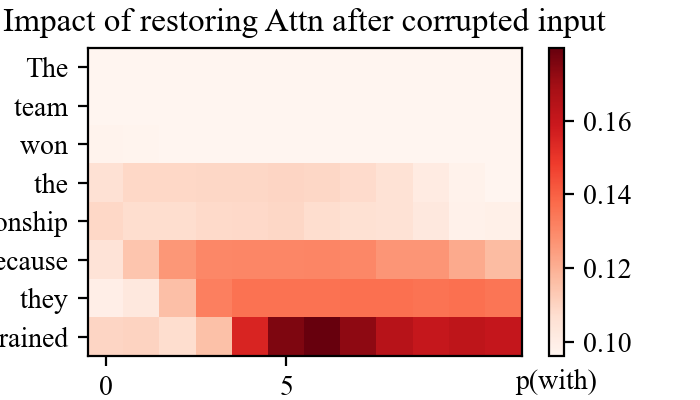 Impact of restoring Attn after corrupted input
The
team
won
the
onship
ecause
they
rained
0
5
0.16
0.14
0.12
0.10
p(with)